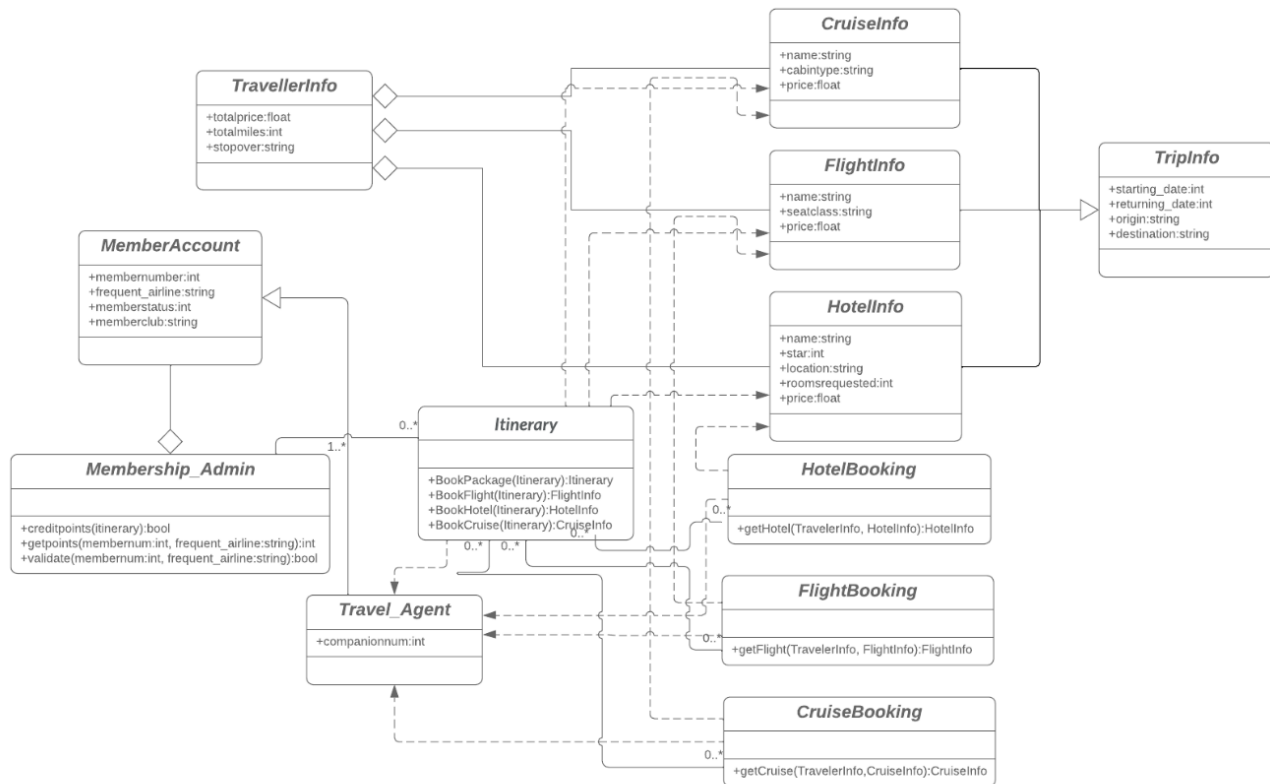 CruiseInfo
+name:string
+cabintype:string
+price:float
TravellerInfo
+totalprice:float
+totalmiles:int
+stopover:string
FlightInfo
+name:string
+seatclass:string
+price:float
TripInfo
+starting_date:int
+returning_date:int
+origin:string
+destination:string
MemberAccount
+membernumber:int
+frequent_airline:string
+memberstatus:int
+memberclub:string
HotelInfo
+name:string
+star:int
+location:string
+roomsrequested:int
+price:float
Itinerary
+BookPackage(Itinerary):Itinerary
+BookFlight(Itinerary):FlightInfo
+BookHotel(Itinerary):HotelInfo
+BookCruise(Itinerary):CruiseInfo
0..*
1..*
Membership_Admin
+creditpoints(itinerary):bool
+getpoints(membernum:int, frequent_airline:string):int
+validate(membernum:int, frequent_airline:string):bool
HotelBooking
0..*
+getHotel(TravelerInfo, HotelInfo):HotelInfo
0..*
0..*
0..*
Travel_Agent
+companionnum:int
FlightBooking
0..*
+getFlight(TravelerInfo, FlightInfo):FlightInfo
CruiseBooking
0..*
+getCruise(TravelerInfo,CruiseInfo):CruiseInfo